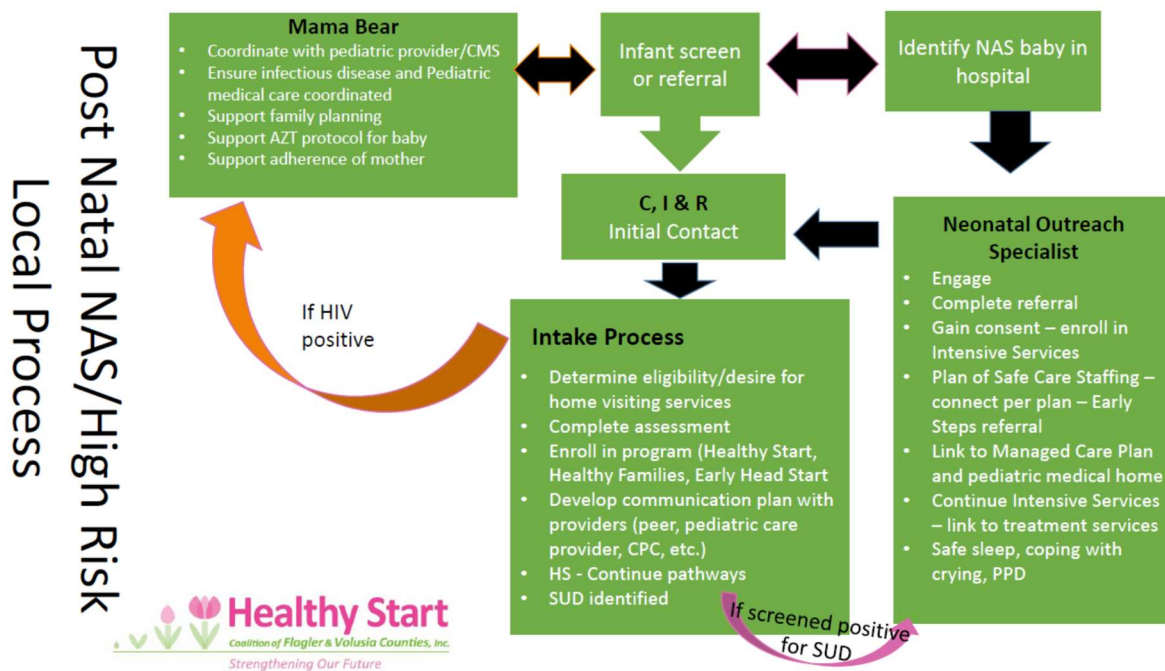 Post Natal NAS/High Risk
Local Process
Mama Bear
• Coordinate with pediatric provider/CMS
• Ensure infectious disease and Pediatric
medical care coordinated
• Support family planning
• Support AZT protocol for baby
• Support adherence of mother
Infant screen
or referral
Identify NAS baby in
hospital
C, I & R
Initial Contact
Neonatal Outreach
Specialist
• Engage
• Complete referral
• Gain consent – enroll in
Intensive Services
• Plan of Safe Care Staffing –
connect per plan – Early
Steps referral
• Link to Managed Care Plan
and pediatric medical home
• Continue Intensive Services
– link to treatment services
• Safe sleep, coping with
crying, PPD
If HIV
positive
Intake Process
• Determine eligibility/desire for
home visiting services
• Complete assessment
• Enroll in program (Healthy Start,
Healthy Families, Early Head Start
• Develop communication plan with
providers (peer, pediatric care
provider, CPC, etc.)
• HS - Continue pathways
• SUD identified
If screened positive
for SUD
Healthy Start
Coalition of Flagler & Volusia Counties, Inc.
Strengthening Our Future